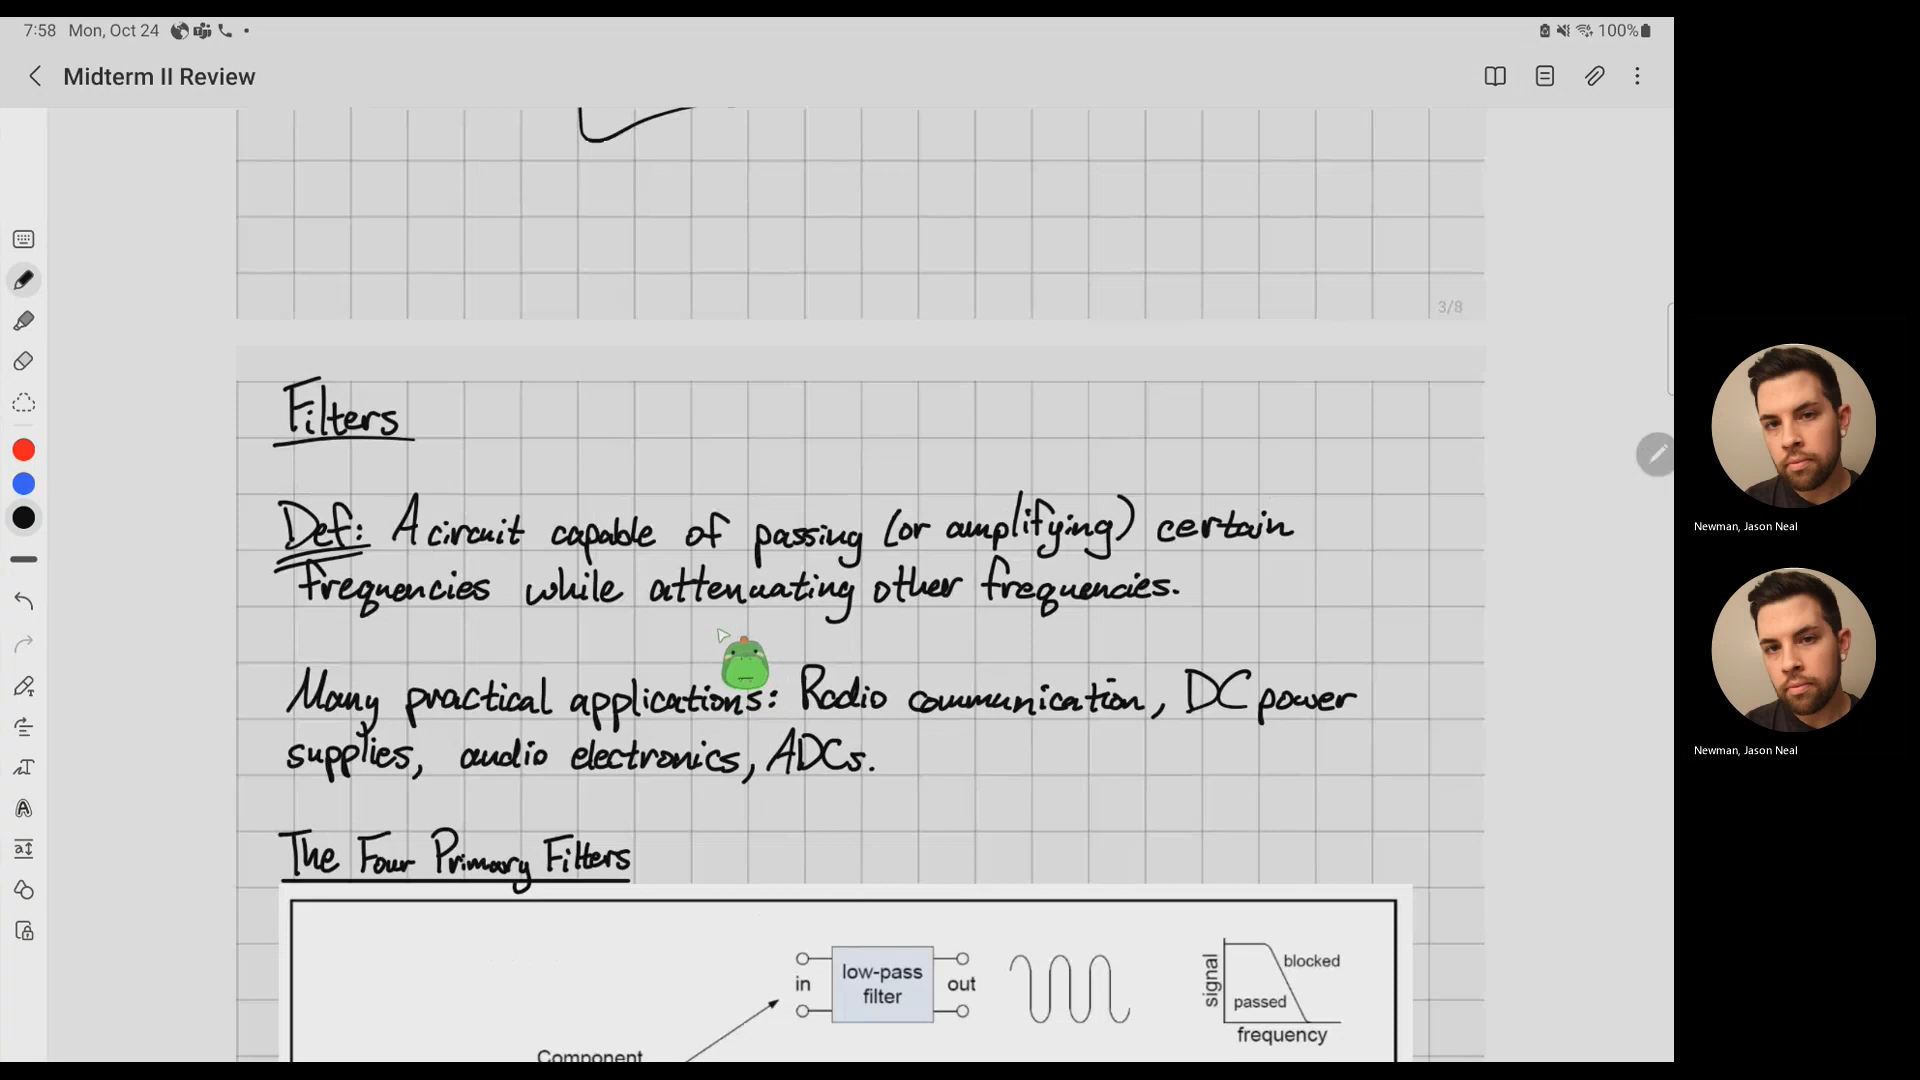 7:58 Mon, Oct 24
100%
Midterm II Review
3/8
Filters
Def: A circuit capable of passing (or amplifying) certain
frequencies while attenuating other frequencies.
Many practical applications: Radio communication, DC power
supplies, audio electronics, ADCs.
The Four Primary Filters
in
low-pass
filter
out
signal
blocked
passed
frequency
Component
Newman, Jason Neal
Newman, Jason Neal